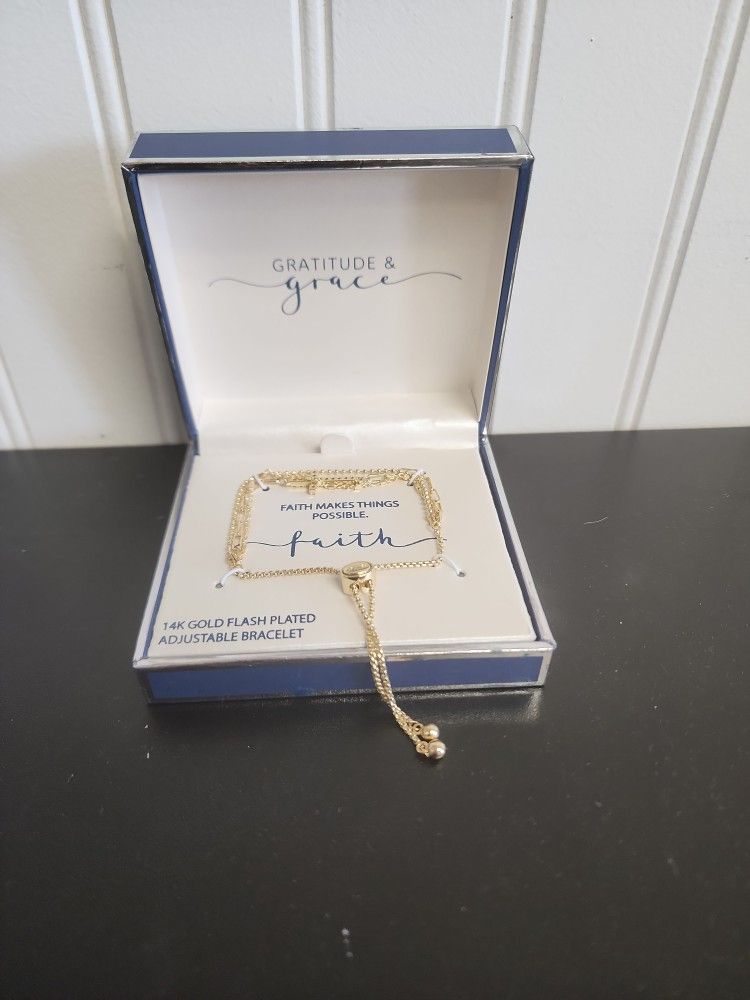 GRATITUDE &
grace
FAITH MAKES THINGS
POSSIBLE.
faith
14K GOLD FLASH PLATED
ADJUSTABLE BRACELET